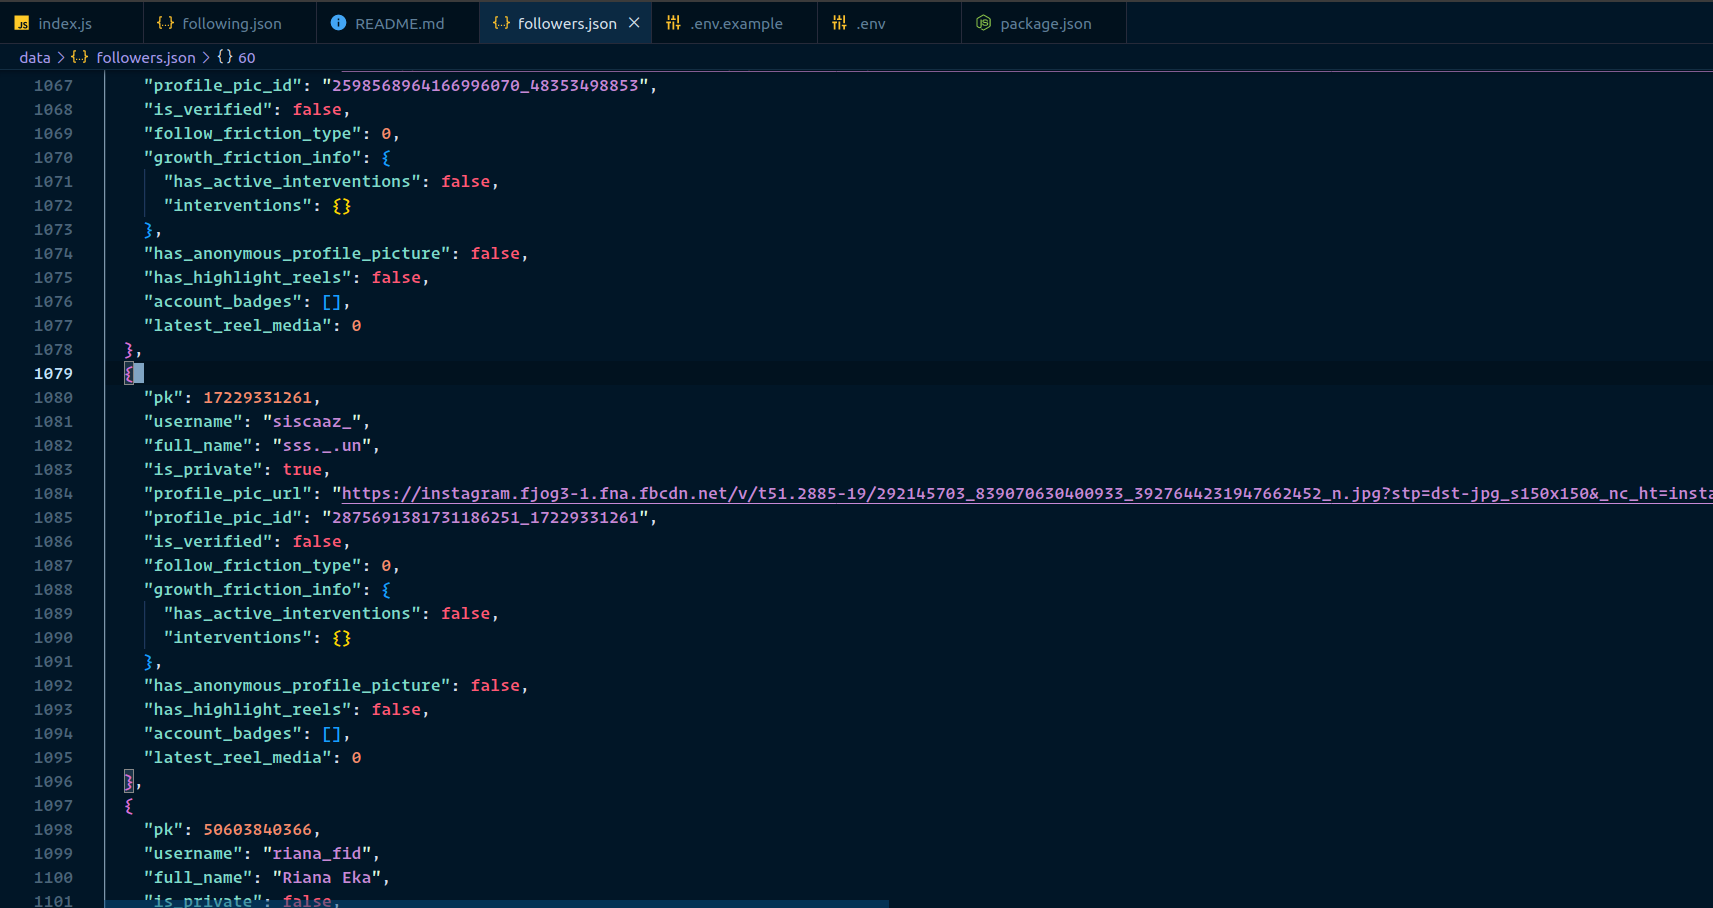 index.js following.json README.md followers.json .env.example .env package.json
data > followers.json > {} 60
1067 "profile_pic_id": "2598568964166996070_48353498853",
1068 "is_verified": false,
1069 "follow_friction_type": 0,
1070 "growth_friction_info": {
1071 "has_active_interventions": false,
1072 "interventions": {}
1073 },
1074 "has_anonymous_profile_picture": false,
1075 "has_highlight_reels": false,
1076 "account_badges": [],
1077 "latest_reel_media": 0
1078 },
1079 {
1080 "pk": 17229331261,
1081 "username": "siscaaz_",
1082 "full_name": "sss._.un",
1083 "is_private": true,
1084 "profile_pic_url": "https://instagram.fjog3-1.fna.fbcdn.net/v/t51.2885-19/292145703_839070630400933_3927644231947662452_n.jpg?stp=dst-jpg_s150x150&_nc_ht=insta
1085 "profile_pic_id": "2875691381731186251_17229331261",
1086 "is_verified": false,
1087 "follow_friction_type": 0,
1088 "growth_friction_info": {
1089 "has_active_interventions": false,
1090 "interventions": {}
1091 },
1092 "has_anonymous_profile_picture": false,
1093 "has_highlight_reels": false,
1094 "account_badges": [],
1095 "latest_reel_media": 0
1096 },
1097 {
1098 "pk": 50603840366,
1099 "username": "riana_fid",
1100 "full_name": "Riana Eka",
1101 "is_private": false,